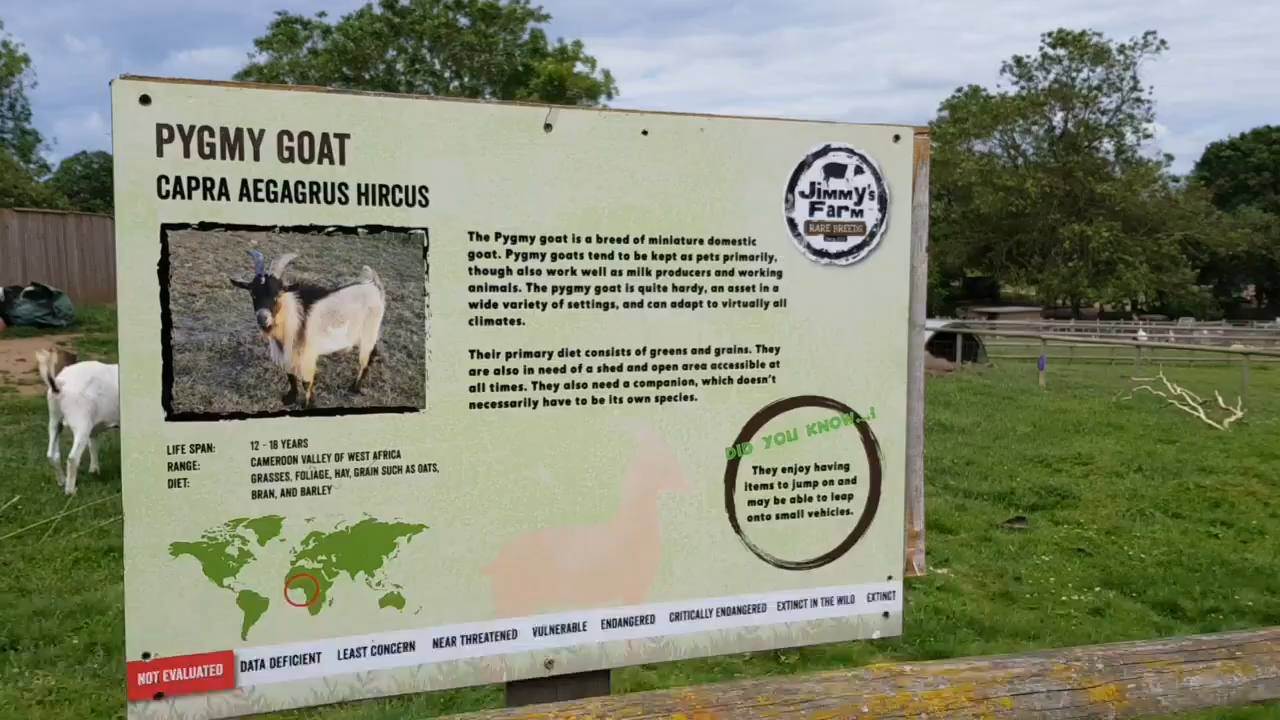 PYGMY GOAT
CAPRA AEGAGRUS HIRCUS
Jimmy's
Farm
RARE BREEDS
The Pygmy goat is a breed of miniature domestic
goat. Pygmy goats tend to be kept as pets primarily,
though also work well as milk producers and working
animals. The pygmy goat is quite hardy, an asset in a
wide variety of settings, and can adapt to virtually all
climates.
Their primary diet consists of greens and grains. They
are also in need of a shed and open area accessible at
all times. They also need a companion, which doesn't
necessarily have to be its own species.
LIFE SPAN: 12 - 18 YEARS
RANGE: CAMEROON VALLEY OF WEST AFRICA
DIET: GRASSES, FOLIAGE, HAY, GRAIN SUCH AS OATS,
BRAN, AND BARLEY
DID YOU KNOW...?
They enjoy having
items to jump on and
may be able to leap
onto small vehicles.
NOT EVALUATED DATA DEFICIENT LEAST CONCERN NEAR THREATENED VULNERABLE ENDANGERED CRITICALLY ENDANGERED EXTINCT IN THE WILD EXTINCT